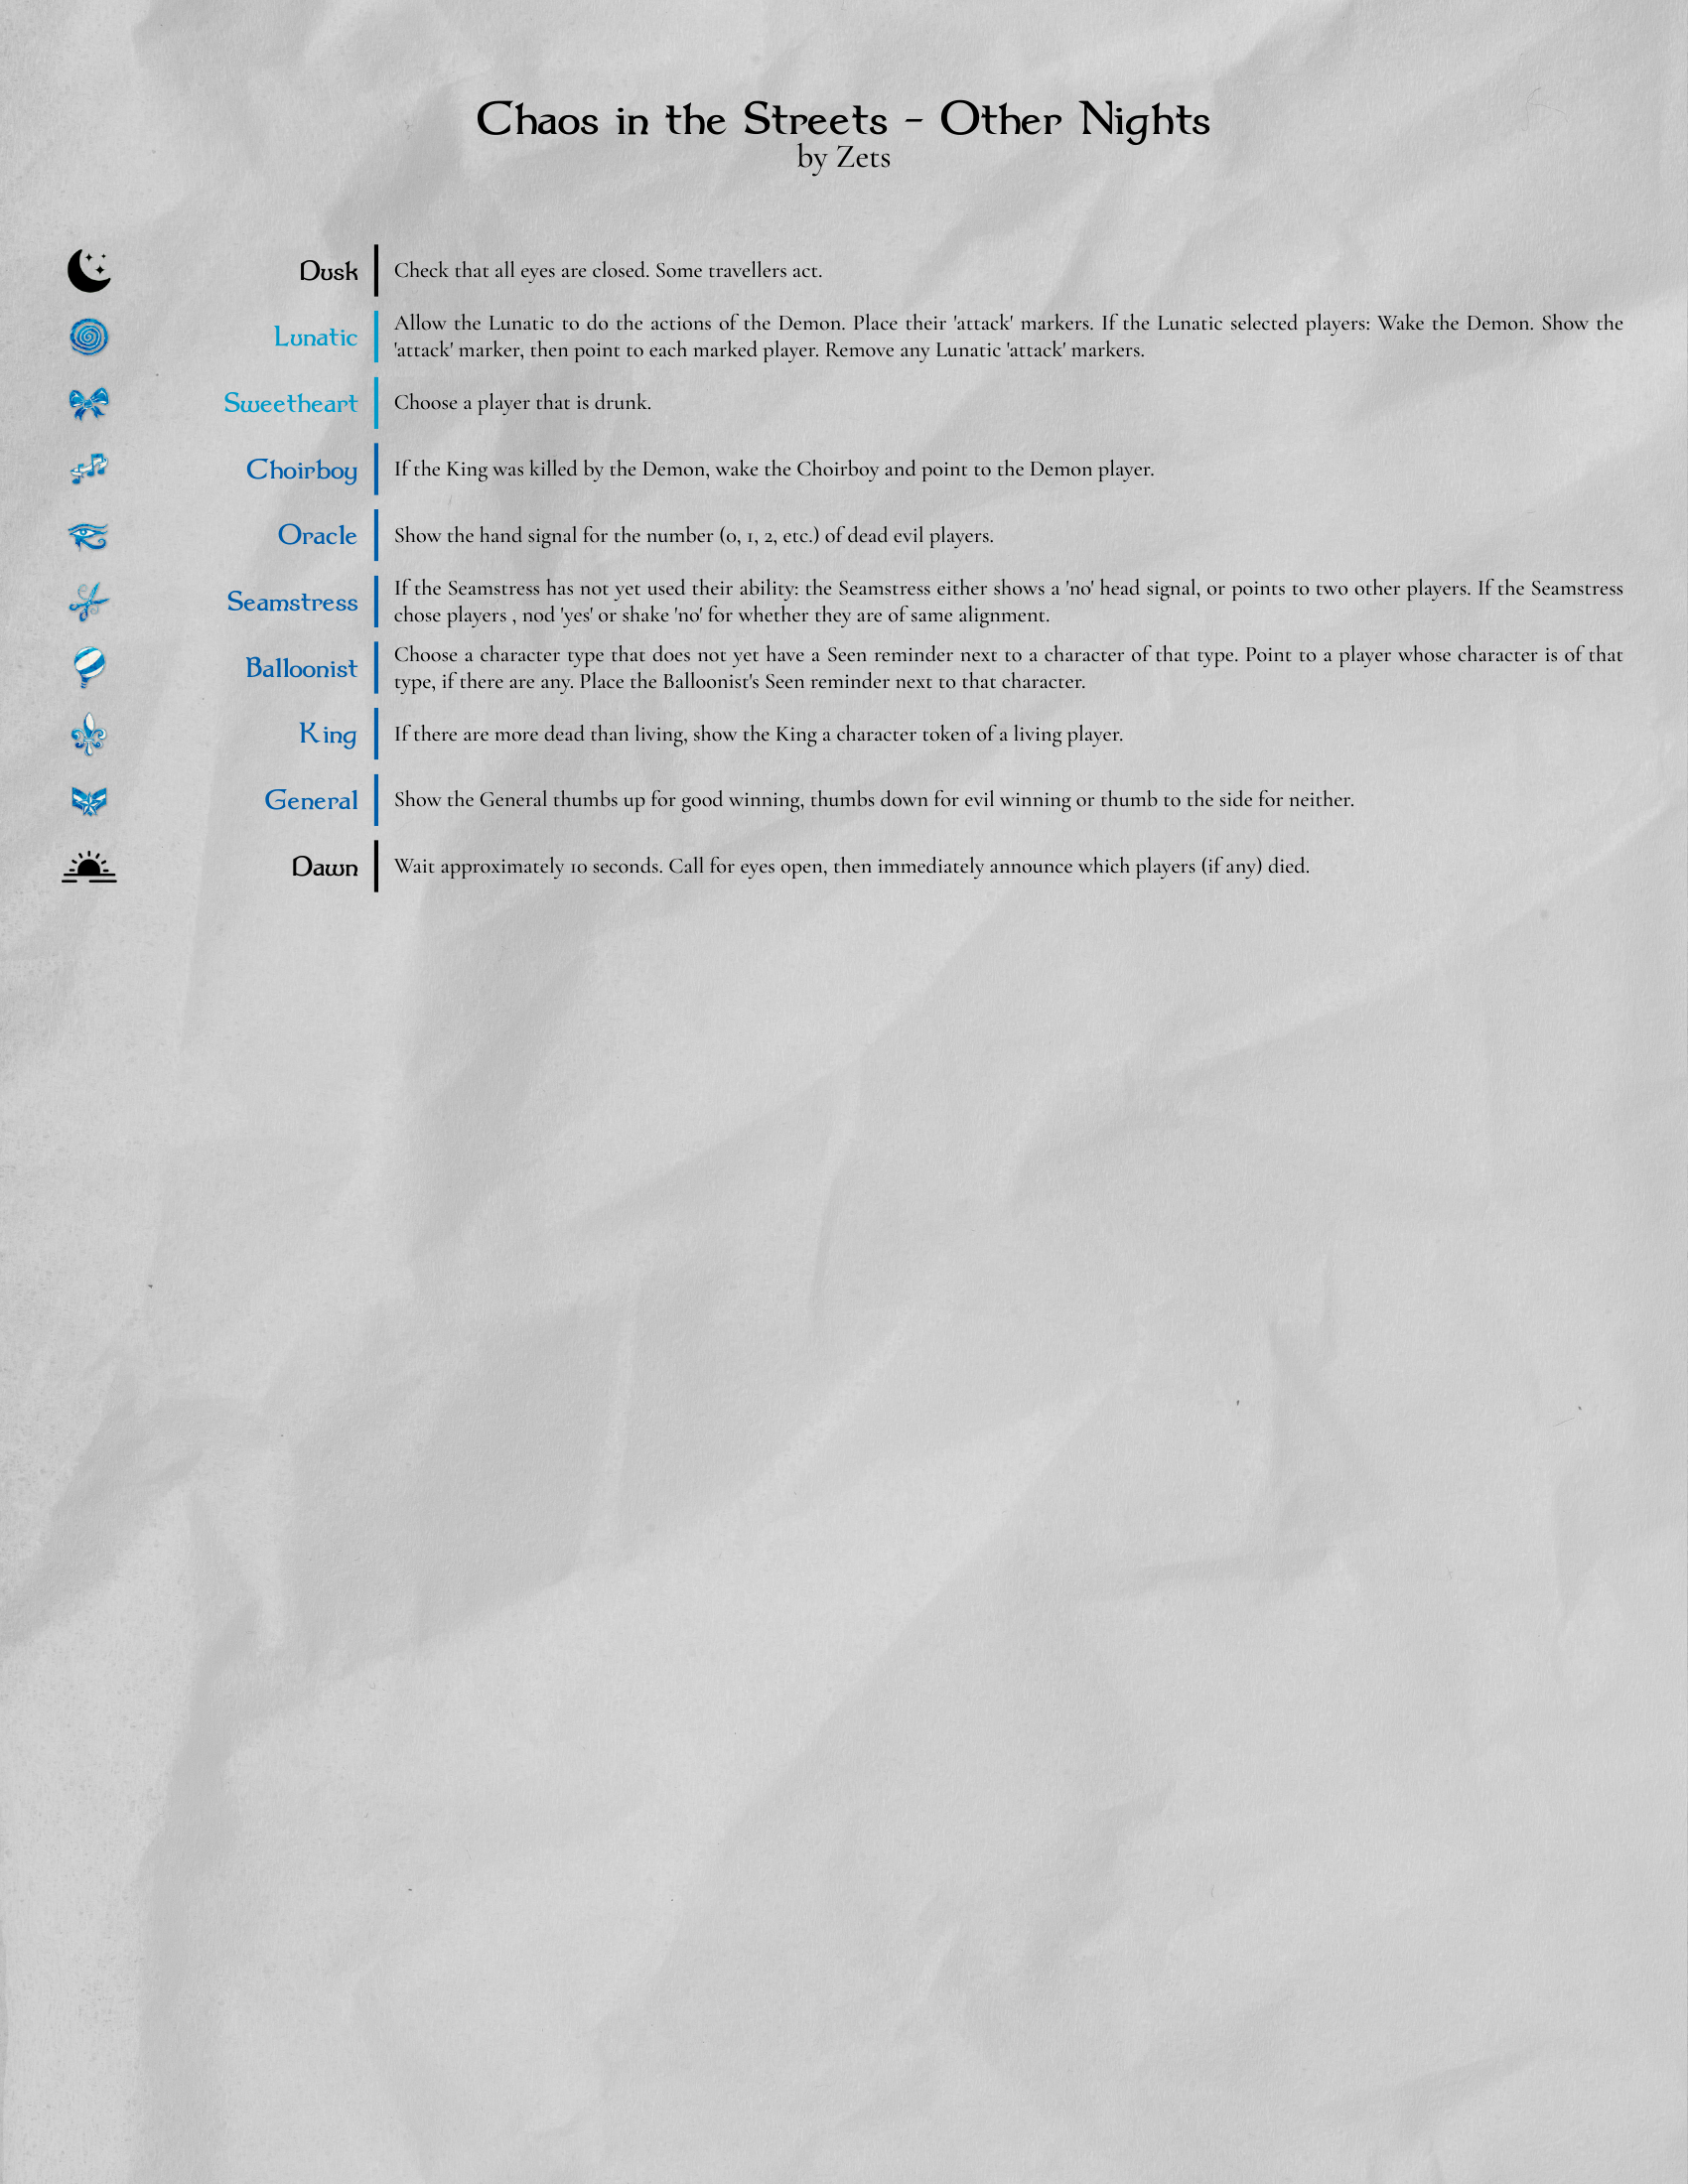 Chaos in the Streets - Other Nights
by Zets
Dusk
Check that all eyes are closed. Some travellers act.
Lunatic
Allow the Lunatic to do the actions of the Demon. Place their 'attack' markers. If the Lunatic selected players: Wake the Demon. Show the
'attack' marker, then point to each marked player. Remove any Lunatic 'attack' markers.
Sweetheart
Choose a player that is drunk.
Choirboy
If the King was killed by the Demon, wake the Choirboy and point to the Demon player.
Oracle
Show the hand signal for the number (0, 1, 2, etc.) of dead evil players.
Seamstress
If the Seamstress has not yet used their ability: the Seamstress either shows a 'no' head signal, or points to two other players. If the Seamstress
chose players , nod 'yes' or shake 'no' for whether they are of same alignment.
Balloonist
Choose a character type that does not yet have a Seen reminder next to a character of that type. Point to a player whose character is of that
type, if there are any. Place the Balloonist's Seen reminder next to that character.
King
If there are more dead than living, show the King a character token of a living player.
General
Show the General thumbs up for good winning, thumbs down for evil winning or thumb to the side for neither.
Dawn
Wait approximately 10 seconds. Call for eyes open, then immediately announce which players (if any) died.